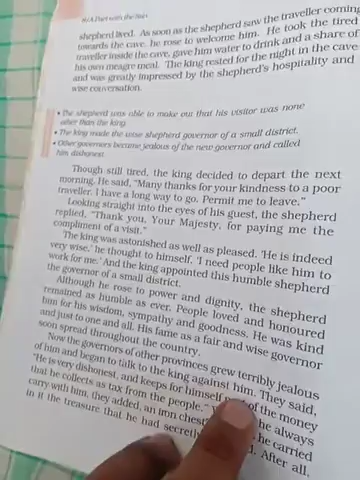 86/A Pact with the Sun
shepherd lived. As soon as the shepherd saw the traveller coming
towards the cave, he rose to welcome him. He took the tired
traveller inside the cave, gave him water to drink and a share of
his own meagre meal. The king rested for the night in the cave
and was greatly impressed by the shepherd's hospitality and
wise conversation.
• The shepherd was able to make out that his visitor was none
other than the king.
• The king made the wise shepherd governor of a small district.
• Other governors became jealous of the new governor and called
him dishonest.
Though still tired, the king decided to depart the next
morning. He said, "Many thanks for your kindness to a poor
traveller. I have a long way to go. Permit me to leave."
Looking straight into the eyes of his guest, the shepherd
replied, "Thank you, Your Majesty, for paying me the
compliment of a visit."
The king was astonished as well as pleased. 'He is indeed
very wise,' he thought to himself. 'I need people like him to
work for me.' And the king appointed this humble shepherd
the governor of a small district.
Although he rose to power and dignity, the shepherd
remained as humble as ever. People loved and honoured
him for his wisdom, sympathy and goodness. He was kind
and just to one and all. His fame as a fair and wise governor
soon spread throughout the country.
Now the governors of other provinces grew terribly jealous
of him and began to talk to the king against him. They said,
"He is very dishonest, and keeps for himself of the money
that he collects as tax from the people." he always
carry with him, they added, an iron chest he carried
in it the treasure that he had secretly After all,